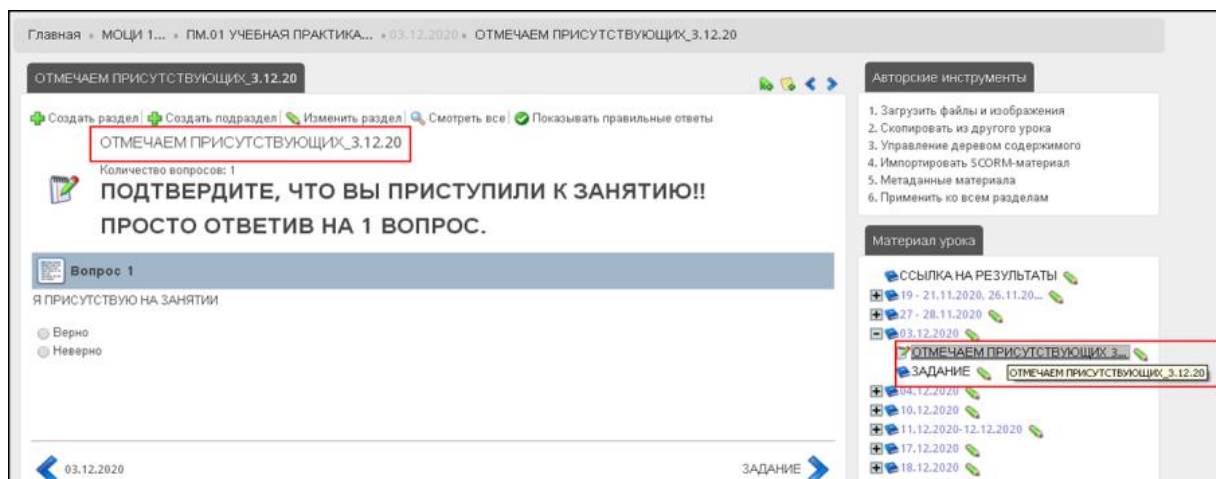 Главная » МОЦИ 1... » ПМ.01 УЧЕБНАЯ ПРАКТИКА... » 03.12.2020 » ОТМЕЧАЕМ ПРИСУТСТВУЮЩИХ_3.12.20
ОТМЕЧАЕМ ПРИСУТСТВУЮЩИХ_3.12.20
Создать раздел | Создать подраздел | Изменить раздел | Смотреть все | Показывать правильные ответы
ОТМЕЧАЕМ ПРИСУТСТВУЮЩИХ_3.12.20
Количество вопросов: 1
ПОДТВЕРДИТЕ, ЧТО ВЫ ПРИСТУПИЛИ К ЗАНЯТИЮ!!
ПРОСТО ОТВЕТИВ НА 1 ВОПРОС.
Вопрос 1
Я ПРИСУТСТВУЮ НА ЗАНЯТИИ
Верно
Неверно
03.12.2020
ЗАДАНИЕ
Авторские инструменты
1. Загрузить файлы и изображения
2. Скопировать из другого урока
3. Управление деревом содержимого
4. Импортировать SCORM-материал
5. Метаданные материала
6. Применить ко всем разделам
Материал урока
ССЫЛКА НА РЕЗУЛЬТАТЫ
19 - 21.11.2020, 26.11.20...
27 - 28.11.2020
03.12.2020
ОТМЕЧАЕМ ПРИСУТСТВУЮЩИХ_3...
ЗАДАНИЕ
ОТМЕЧАЕМ ПРИСУТСТВУЮЩИХ_3.12.20
04.12.2020
10.12.2020
11.12.2020-12.12.2020
17.12.2020
18.12.2020